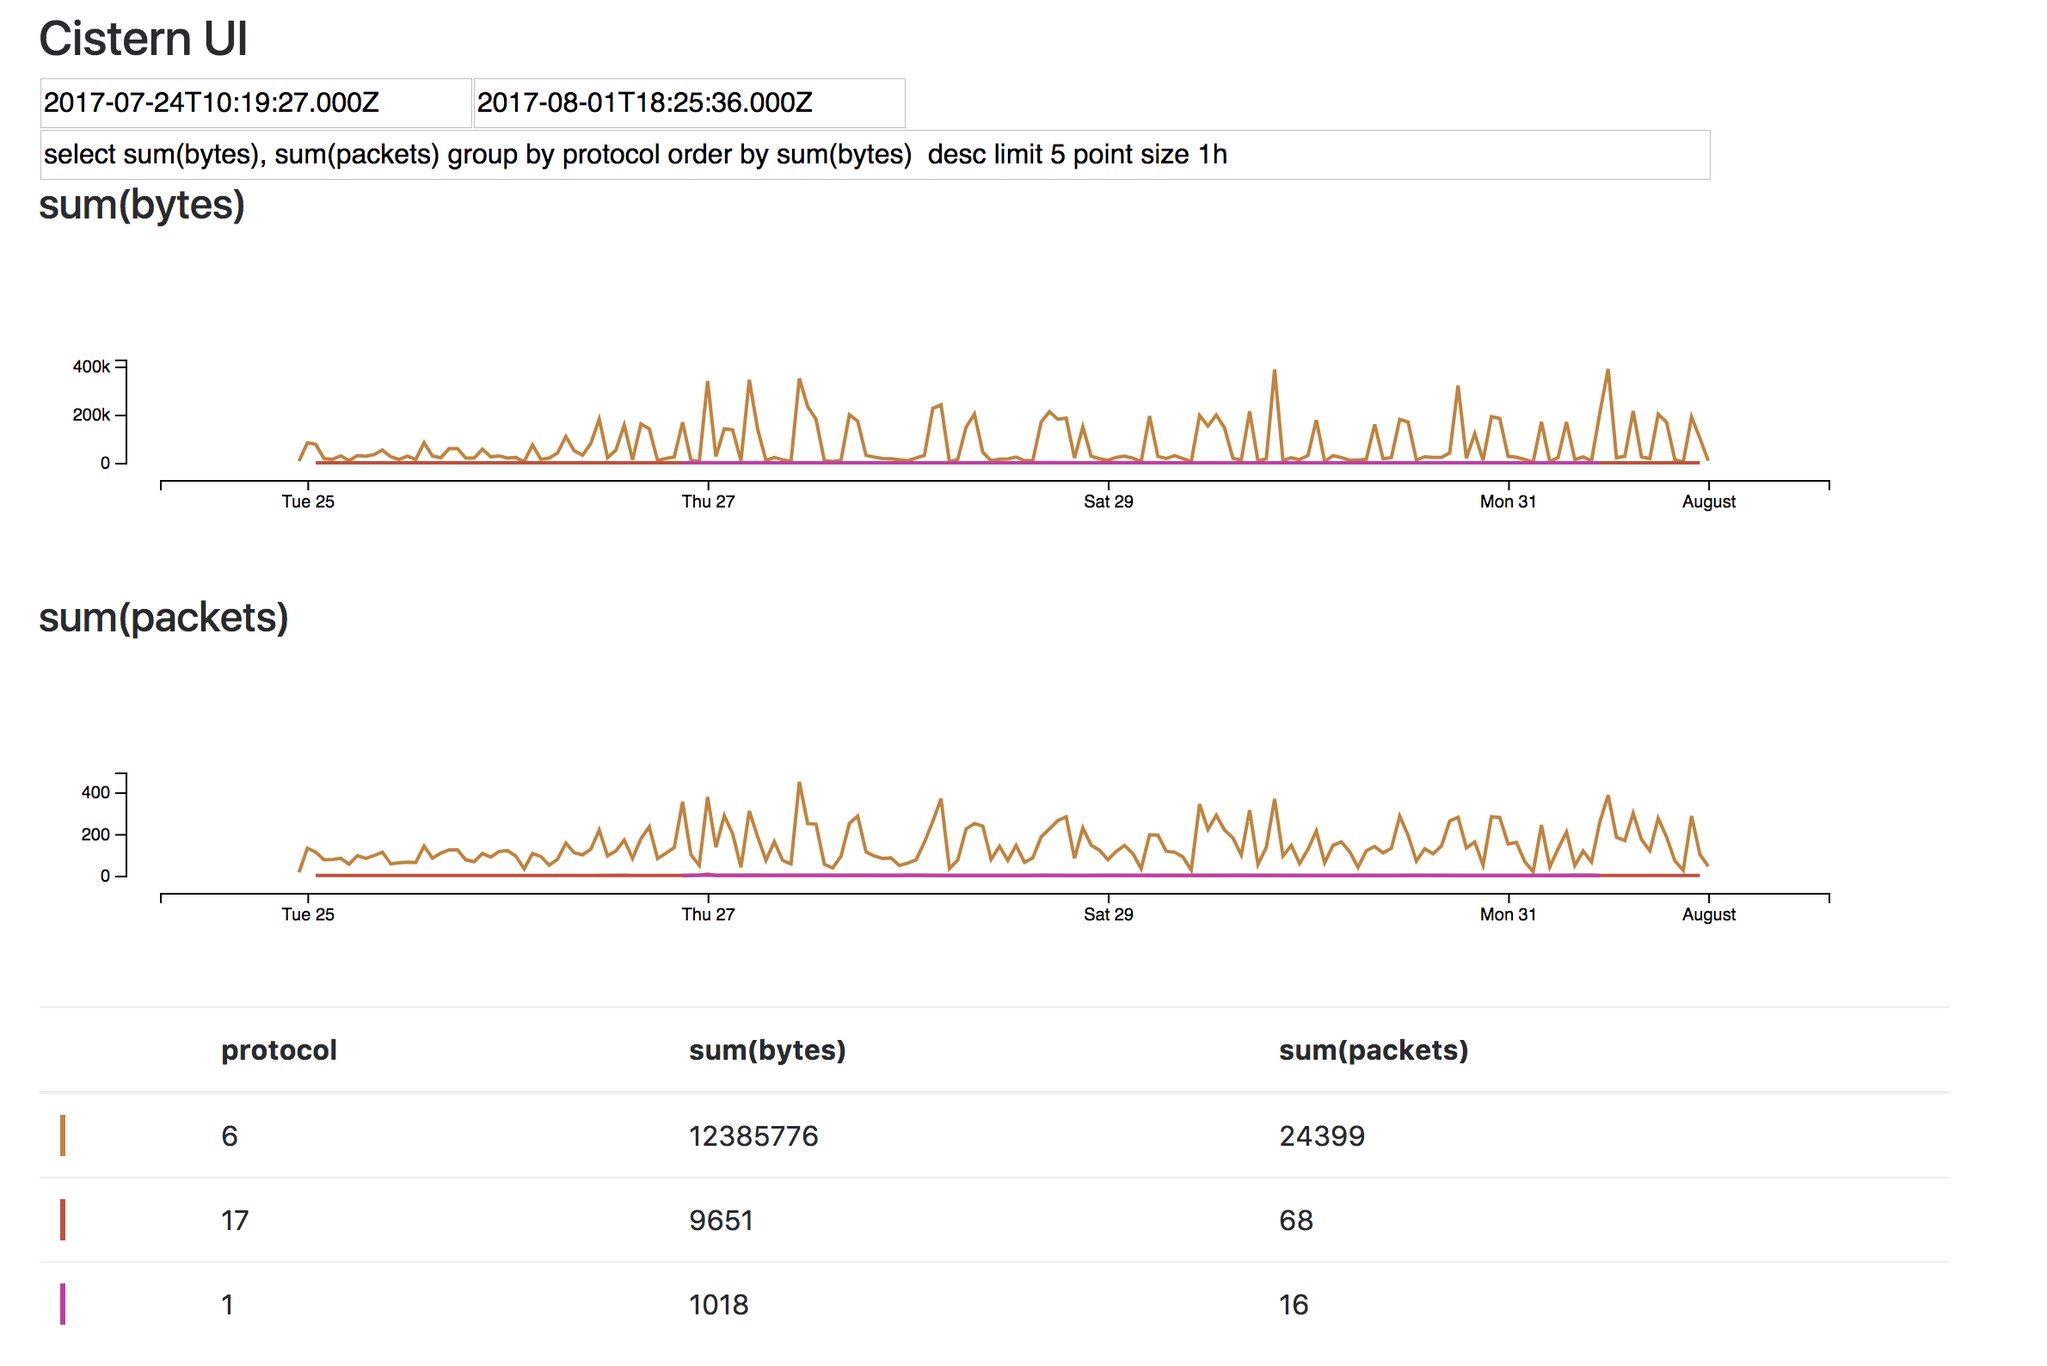 Cistern UI
2017-07-24T10:19:27.000Z 2017-08-01T18:25:36.000Z
select sum(bytes), sum(packets) group by protocol order by sum(bytes)  desc limit 5 point size 1h
sum(bytes)
400k
200k
0
Tue 25 Thu 27 Sat 29 Mon 31 August
sum(packets)
400
200
0
Tue 25 Thu 27 Sat 29 Mon 31 August
protocol sum(bytes) sum(packets)
6 12385776 24399
17 9651 68
1 1018 16